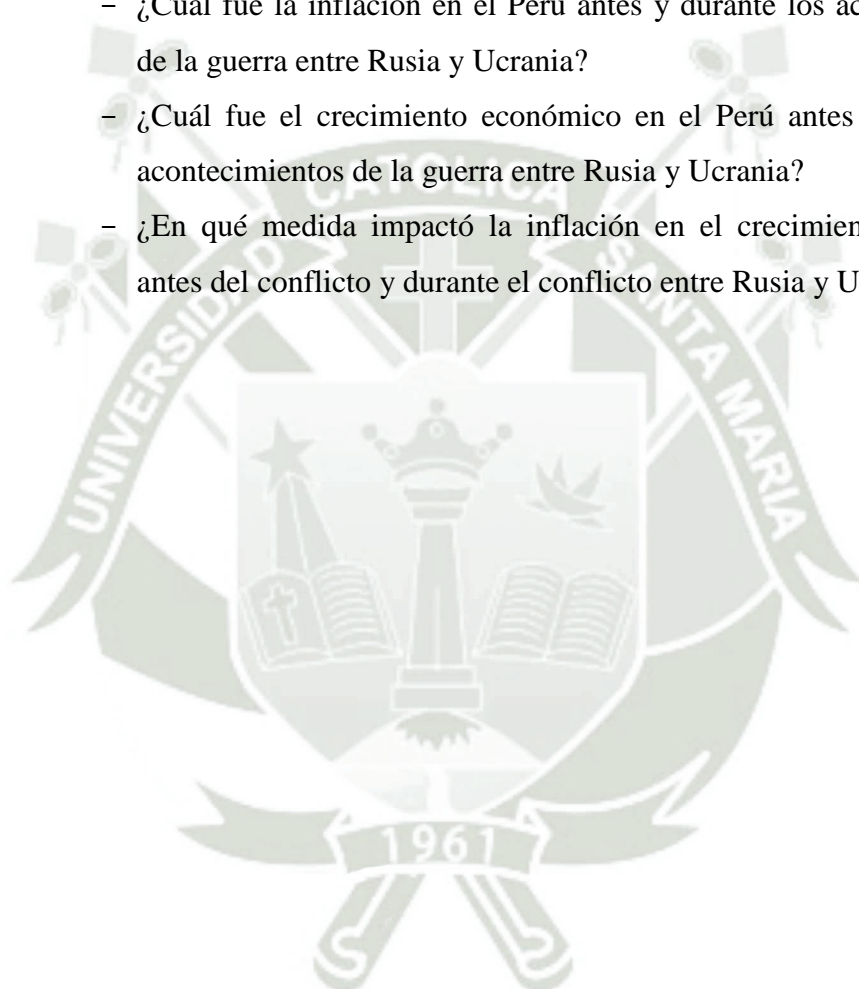 – ¿Cuál fue la inflación en el Perú antes y durante los
de la guerra entre Rusia y Ucrania?
– ¿Cuál fue el crecimiento económico en el Perú antes
acontecimientos de la guerra entre Rusia y Ucrania?
– ¿En qué medida impactó la inflación en el
antes del conflicto y durante el conflicto entre Rusia y
UNIVERSIDAD CATOLICA SANTA MARIA
1961